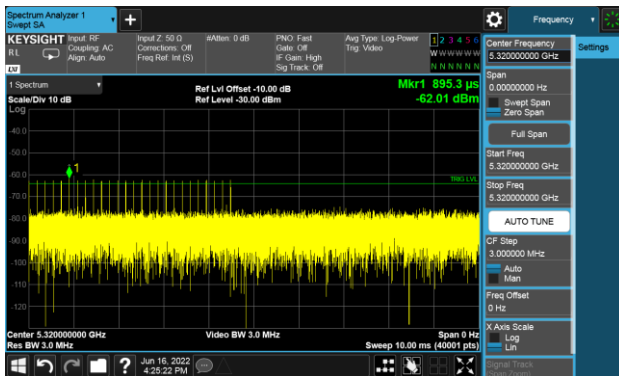 Spectrum Analyzer 1
Swept SA
+
Frequency
KEYSIGHT
RL
LXI
Input: RF
Coupling: AC
Align: Auto
Input Z: 50 Ω
Corrections: Off
Freq Ref: Int (S)
#Atten: 0 dB
PNO: Fast
Gate: Off
IF Gain: High
Sig Track: Off
Avg Type: Log-Power
Trig: Video
1 2 3 4 5 6
W W W W W W
N N N N N N
Center Frequency
5.320000000 GHz
Settings
Span
0.00000000 Hz
Swept Span
Zero Span
Full Span
Start Freq
5.320000000 GHz
Stop Freq
5.320000000 GHz
AUTO TUNE
CF Step
3.000000 MHz
Auto
Man
Freq Offset
0 Hz
X Axis Scale
Log
Lin
Signal Track
(Span Zoom)
1 Spectrum
Scale/Div 10 dB
Log
Ref Lvl Offset -10.00 dB
Ref Level -30.00 dBm
Mkr1 895.3 µs
-62.01 dBm
-40.0
-50.0
-60.0
-70.0
-80.0
-90.0
-100
-110
-120
1
TRIG LVL
Center 5.320000000 GHz
Res BW 3.0 MHz
Video BW 3.0 MHz
Span 0 Hz
Sweep 10.00 ms (40001 pts)
?
Jun 16, 2022
4:25:22 PM